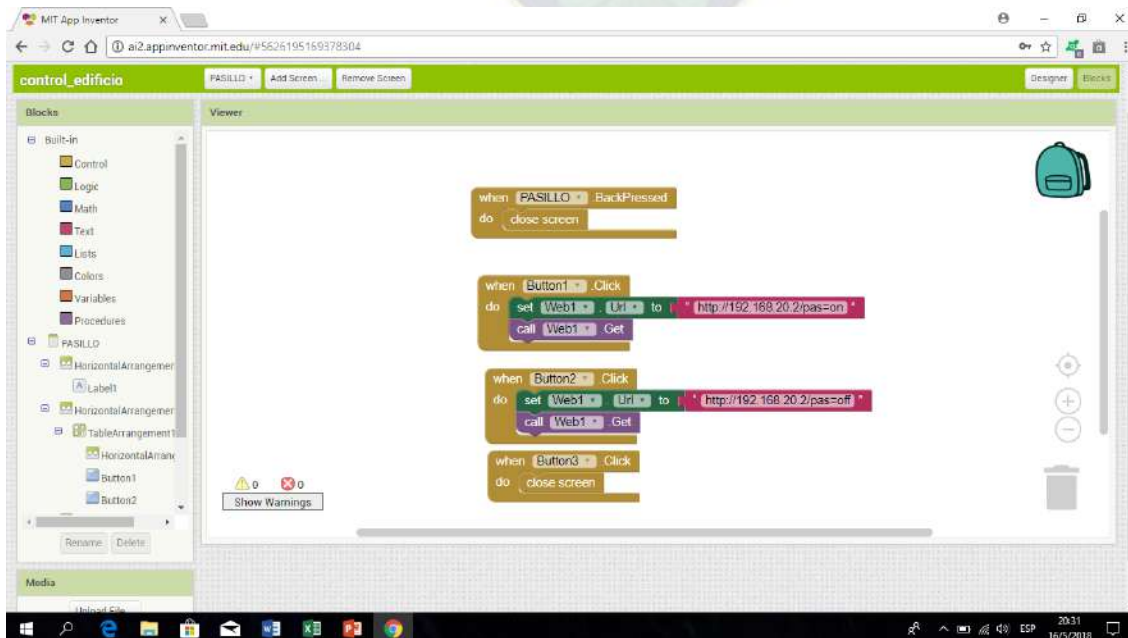 MIT App Inventor
ai2.appinventor.mit.edu/#5626195169378304
control_edificio
PASILLO
Add Screen ...
Remove Screen
Designer
Blocks
Blocks
Viewer
Built-in
Control
Logic
Math
Text
Lists
Colors
Variables
Procedures
PASILLO
HorizontalArrangemer
Label1
HorizontalArrangemer
TableArrangement1
HorizontalArrang
Button1
Button2
Rename
Delete
Media
Upload File ...
when PASILLO .BackPressed
do close screen
when Button1 .Click
do set Web1 . Url to " http://192.168.20.2/pas=on "
call Web1 .Get
when Button2 .Click
do set Web1 . Url to " http://192.168.20.2/pas=off "
call Web1 .Get
when Button3 .Click
do close screen
0 0
Show Warnings
ESP
20:31
16/5/2018